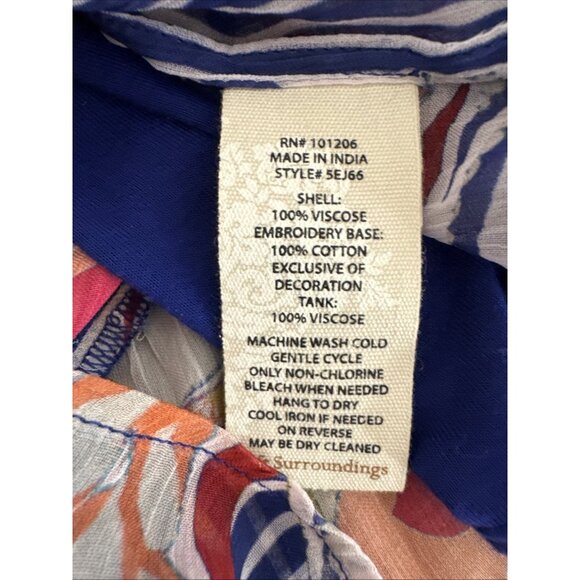 RN# 101206
MADE IN INDIA
STYLE# 5EJ66
SHELL:
100% VISCOSE
EMBROIDERY BASE:
100% COTTON
EXCLUSIVE OF
DECORATION
TANK:
100% VISCOSE
MACHINE WASH COLD
GENTLE CYCLE
ONLY NON-CHLORINE
BLEACH WHEN NEEDED
HANG TO DRY
COOL IRON IF NEEDED
ON REVERSE
MAY BE DRY CLEANED
Surroundings